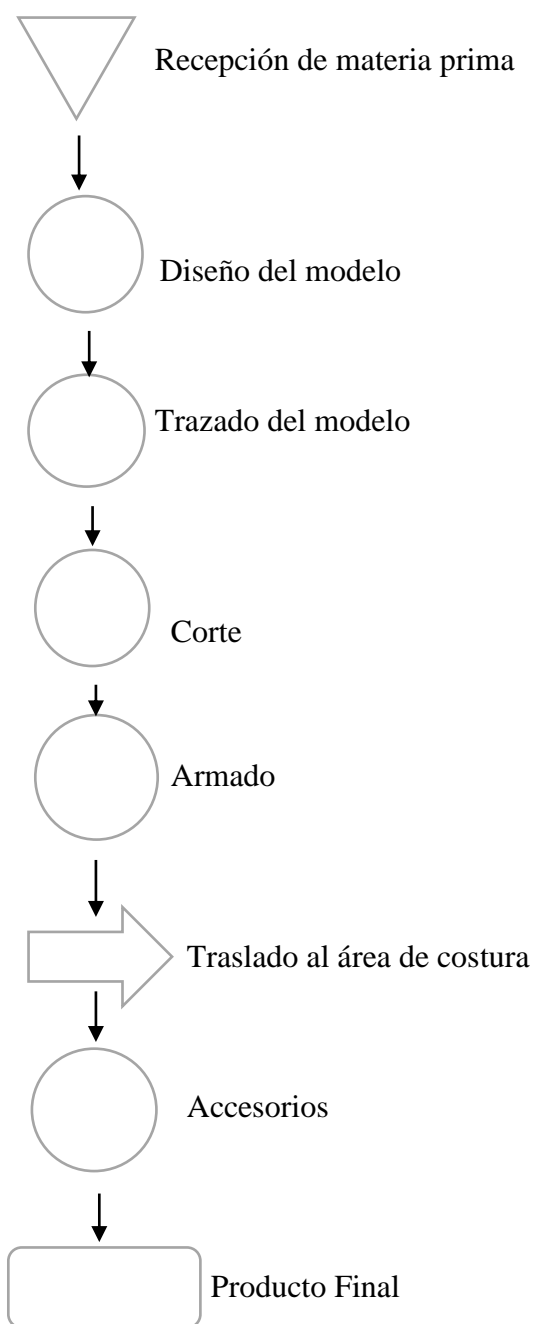 Recepción de materia prima
Diseño del modelo
Trazado del modelo
Corte
Armado
Traslado al área de costura
Accesorios
Producto Final